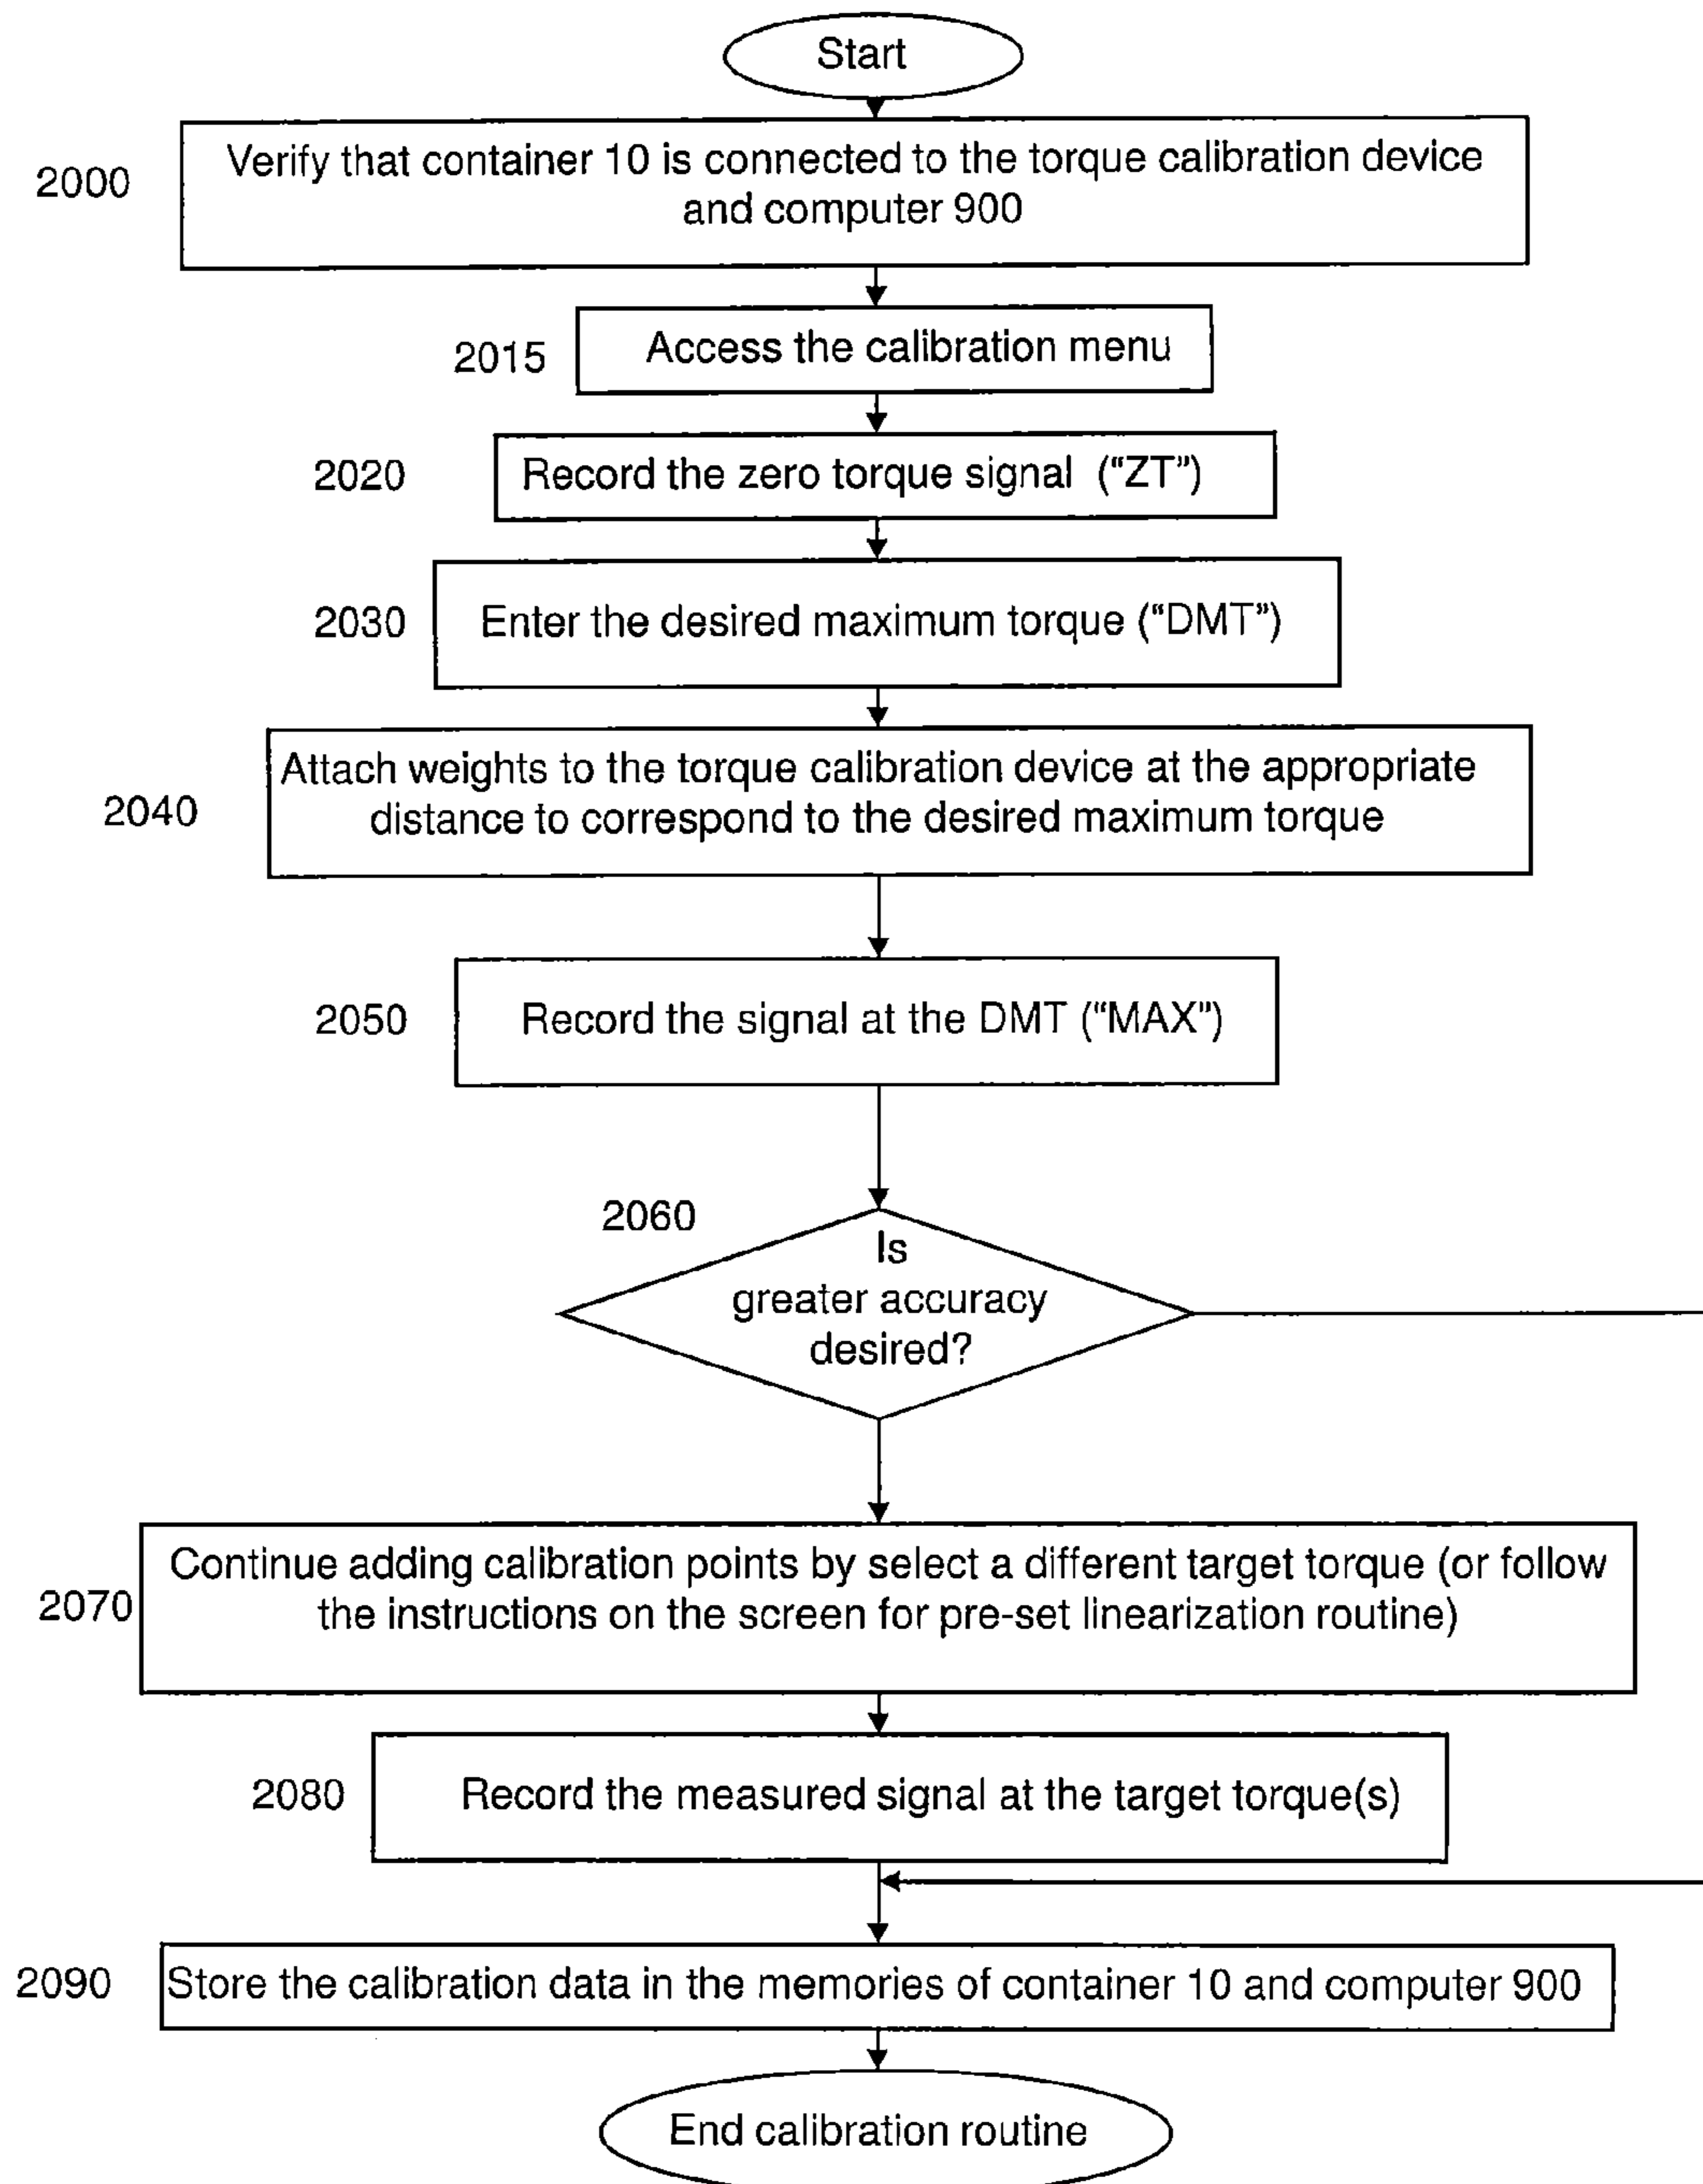 Start
2000
Verify that container 10 is connected to the torque calibration device
and computer 900
2015
Access the calibration menu
2020
Record the zero torque signal (“ZT”)
2030
Enter the desired maximum torque (“DMT”)
2040
Attach weights to the torque calibration device at the appropriate
distance to correspond to the desired maximum torque
2050
Record the signal at the DMT (“MAX”)
2060
Is
greater accuracy
desired?
2070
Continue adding calibration points by select a different target torque (or follow
the instructions on the screen for pre-set linearization routine)
2080
Record the measured signal at the target torque(s)
2090
Store the calibration data in the memories of container 10 and computer 900
End calibration routine